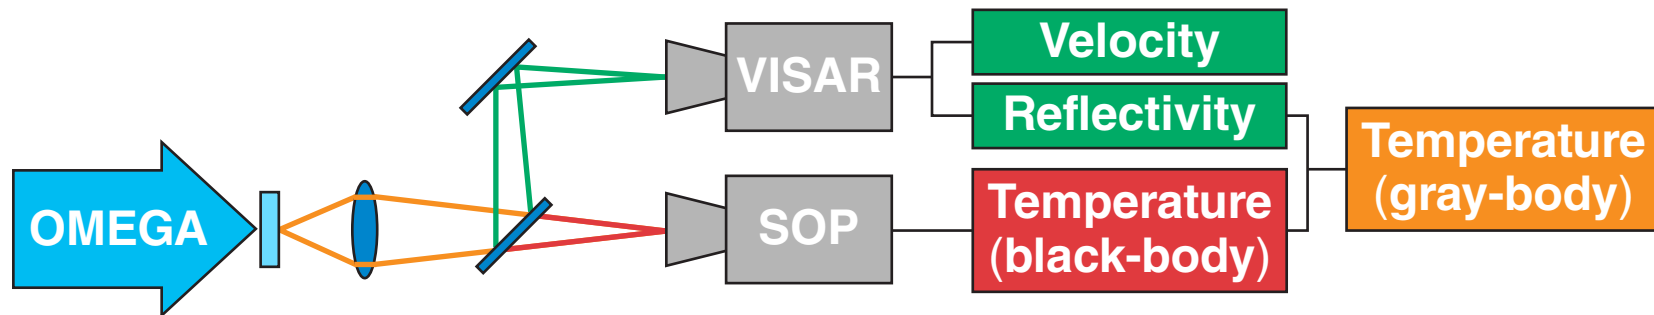 OMEGA
VISAR
SOP
Velocity
Reflectivity
Temperature
(black-body)
Temperature
(gray-body)